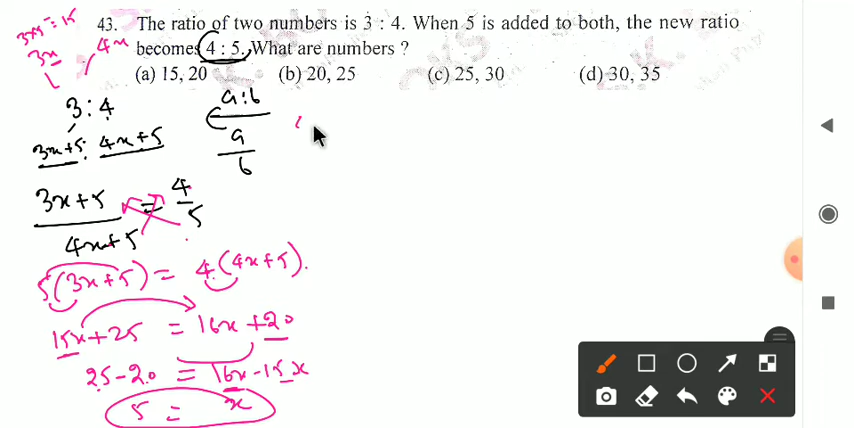 43. The ratio of two numbers is 3 : 4. When 5 is added to both, the new ratio
becomes 4 : 5. What are numbers ?
(a) 15, 20 (b) 20, 25 (c) 25, 30 (d) 30, 35
3x5=15
3x 4x
3:4
3x+5: 4x+5
a:b
a
b
3x+5 = 4
4x+5 5
5(3x+5) = 4(4x+5).
15x+25 = 16x+20
25-20 = 16x-15x
5 = x